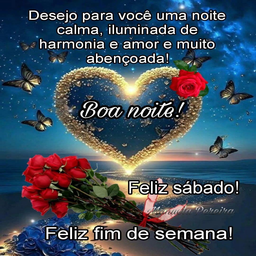 Desejo para você uma noite
calma, iluminada de
harmonia e amor e muito
abençoada!
Boa noite!
Feliz sábado!
Pereira
Feliz fim de semana!